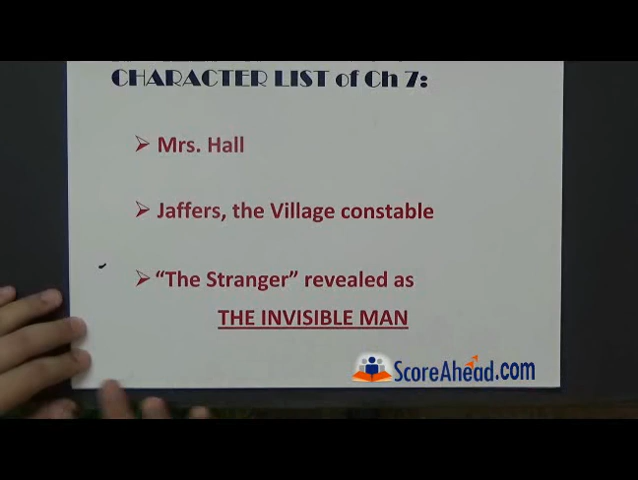 CHARACTER LIST of Ch 7:
➢ Mrs. Hall
➢ Jaffers, the Village constable
➢ “The Stranger” revealed as
THE INVISIBLE MAN
ScoreAhead.com